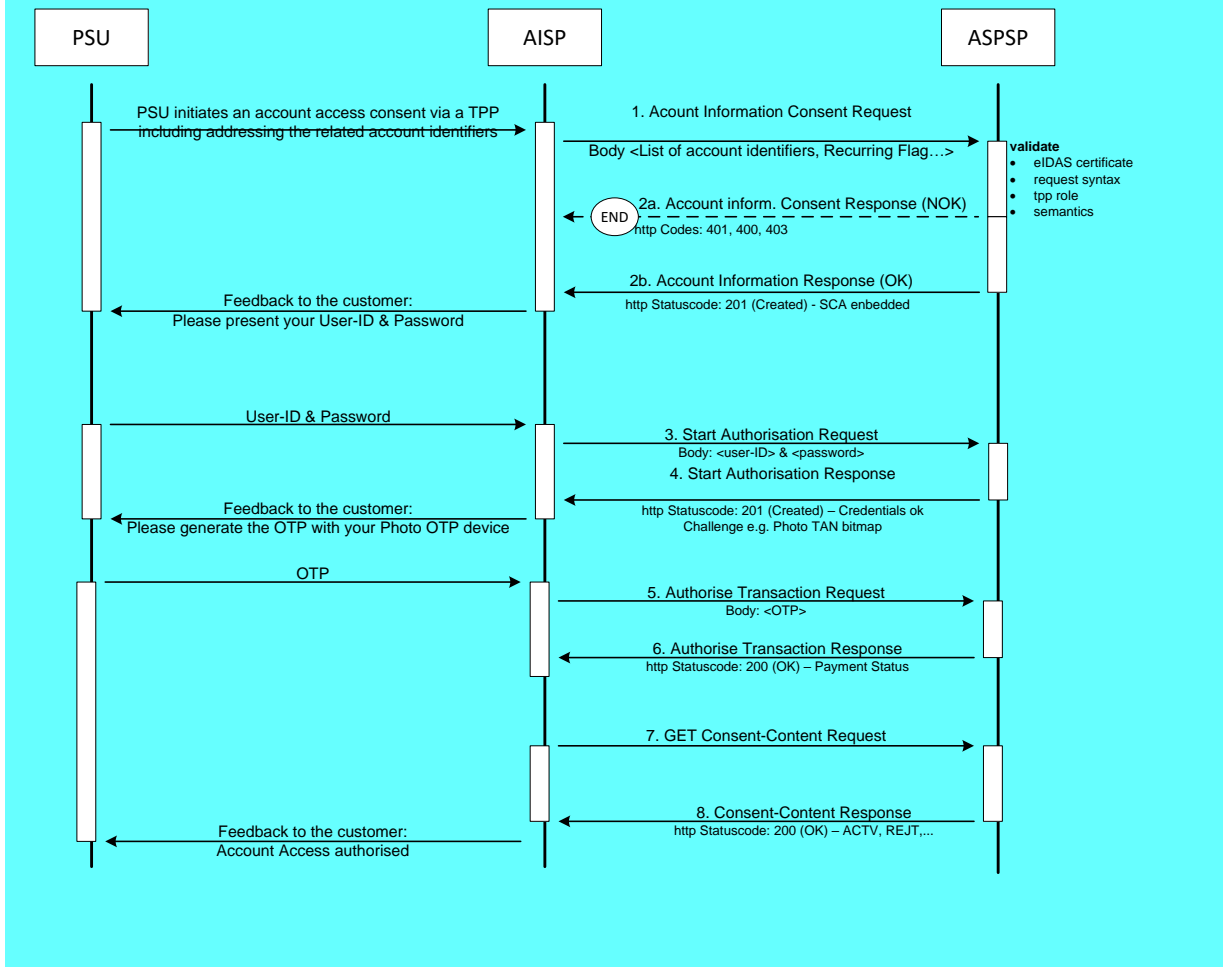 PSU
AISP
ASPSP
PSU initiates an account access consent via a TPP
including addressing the related account identifiers
1. Acount Information Consent Request
Body <List of account identifiers, Recurring Flag…>
validate
• eIDAS certificate
• request syntax
• tpp role
• semantics
2a. Account inform. Consent Response (NOK)
END
http Codes: 401, 400, 403
2b. Account Information Response (OK)
http Statuscode: 201 (Created) - SCA enbedded
Feedback to the customer:
Please present your User-ID & Password
User-ID & Password
3. Start Authorisation Request
Body: <user-ID> & <password>
4. Start Authorisation Response
http Statuscode: 201 (Created) – Credentials ok
Challenge e.g. Photo TAN bitmap
Feedback to the customer:
Please generate the OTP with your Photo OTP device
OTP
5. Authorise Transaction Request
Body: <OTP>
6. Authorise Transaction Response
http Statuscode: 200 (OK) – Payment Status
7. GET Consent-Content Request
8. Consent-Content Response
http Statuscode: 200 (OK) – ACTV, REJT,...
Feedback to the customer:
Account Access authorised